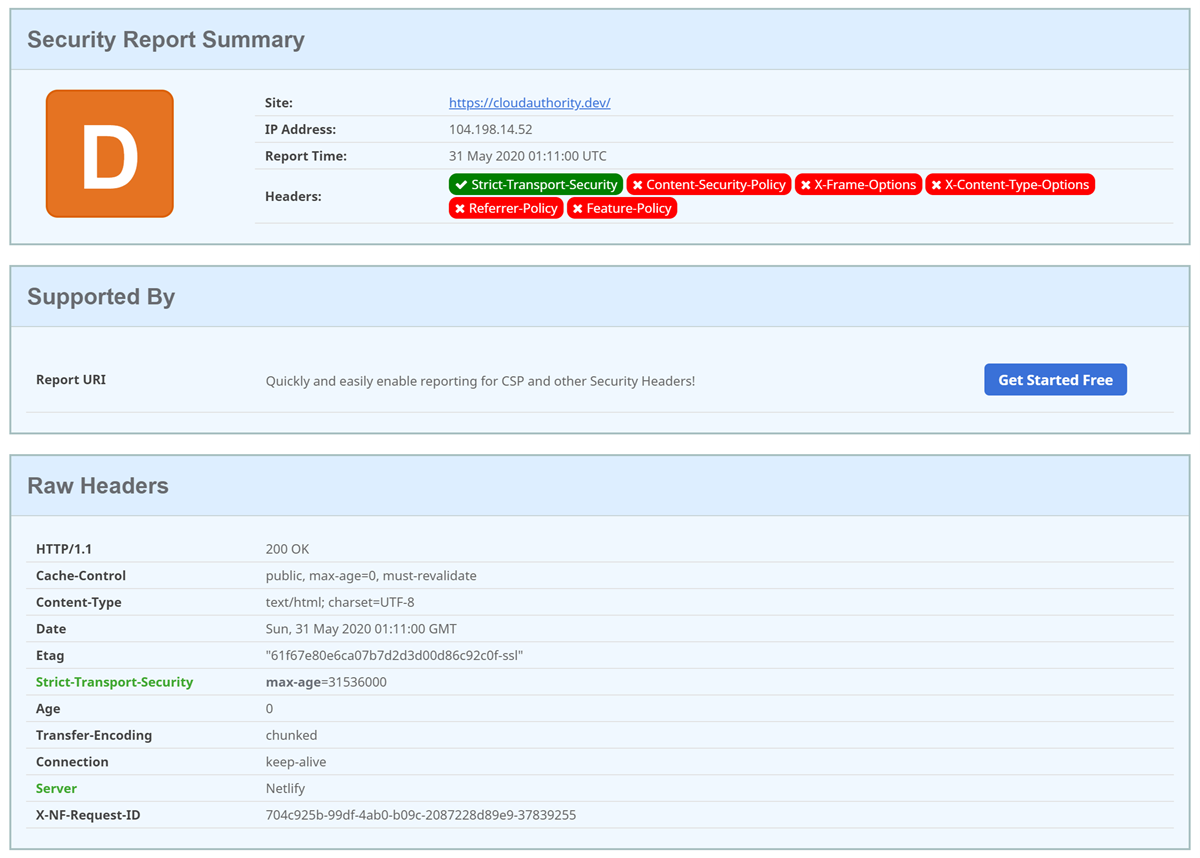 Security Report Summary
D
Site: https://cloudauthority.dev/
IP Address: 104.198.14.52
Report Time: 31 May 2020 01:11:00 UTC
Headers: Strict-Transport-Security Content-Security-Policy X-Frame-Options X-Content-Type-Options
Referrer-Policy Feature-Policy
Supported By
Report URI Quickly and easily enable reporting for CSP and other Security Headers! Get Started Free
Raw Headers
HTTP/1.1 200 OK
Cache-Control public, max-age=0, must-revalidate
Content-Type text/html; charset=UTF-8
Date Sun, 31 May 2020 01:11:00 GMT
Etag "61f67e80e6ca07b7d2d3d00d86c92c0f-ssl"
Strict-Transport-Security max-age=31536000
Age 0
Transfer-Encoding chunked
Connection keep-alive
Server Netlify
X-NF-Request-ID 704c925b-99df-4ab0-b09c-2087228d89e9-37839255